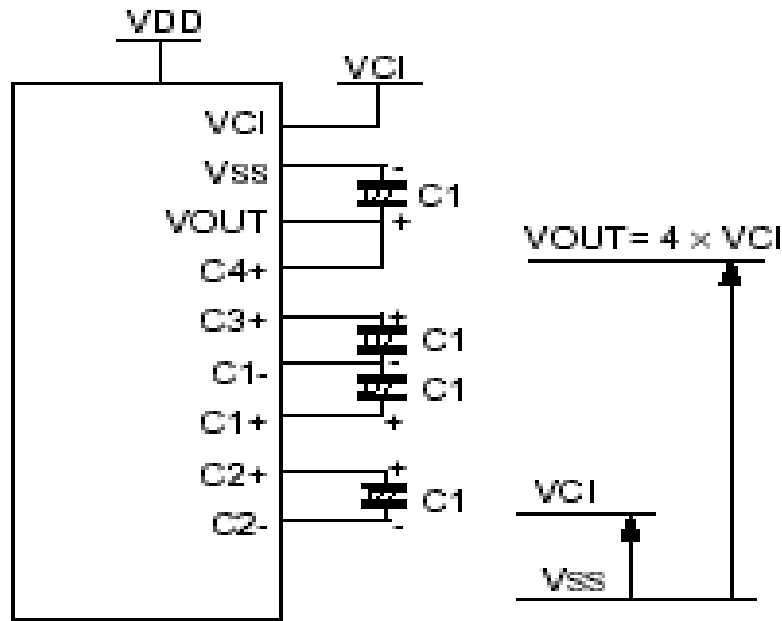 VDD
VCI
VCI
Vss
-
C1
VOUT
+
VOUT = 4 × VCI
C4+
C3+
+
C1
C1-
-
C1
C1+
+
C2+
+
C1
VCI
C2-
-
Vss